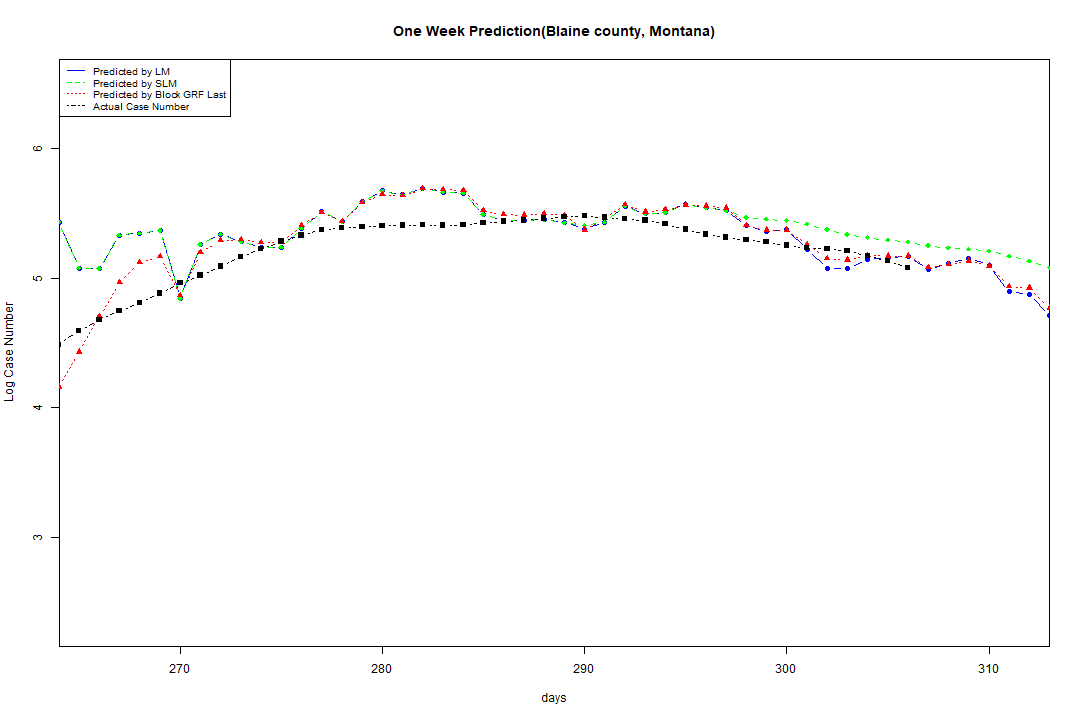 One Week Prediction(Blaine county, Montana)
Predicted by LM
Predicted by SLM
Predicted by Block GRF Last
Actual Case Number
6
5
4
3
Log Case Number
270 280 290 300 310
days